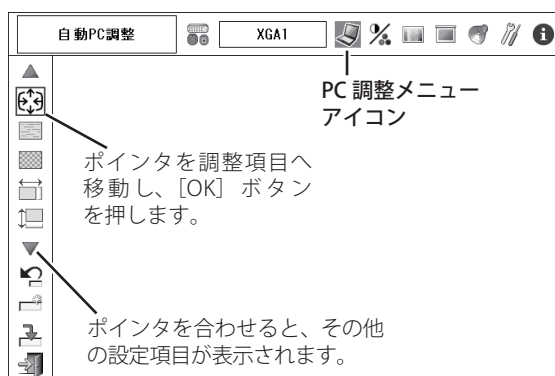 自動PC調整
XGA1
PC 調整メニュー
アイコン
ポインタを調整項目へ
移動し、［OK］ボタン
を押します。
ポインタを合わせると、その他
の設定項目が表示されます。